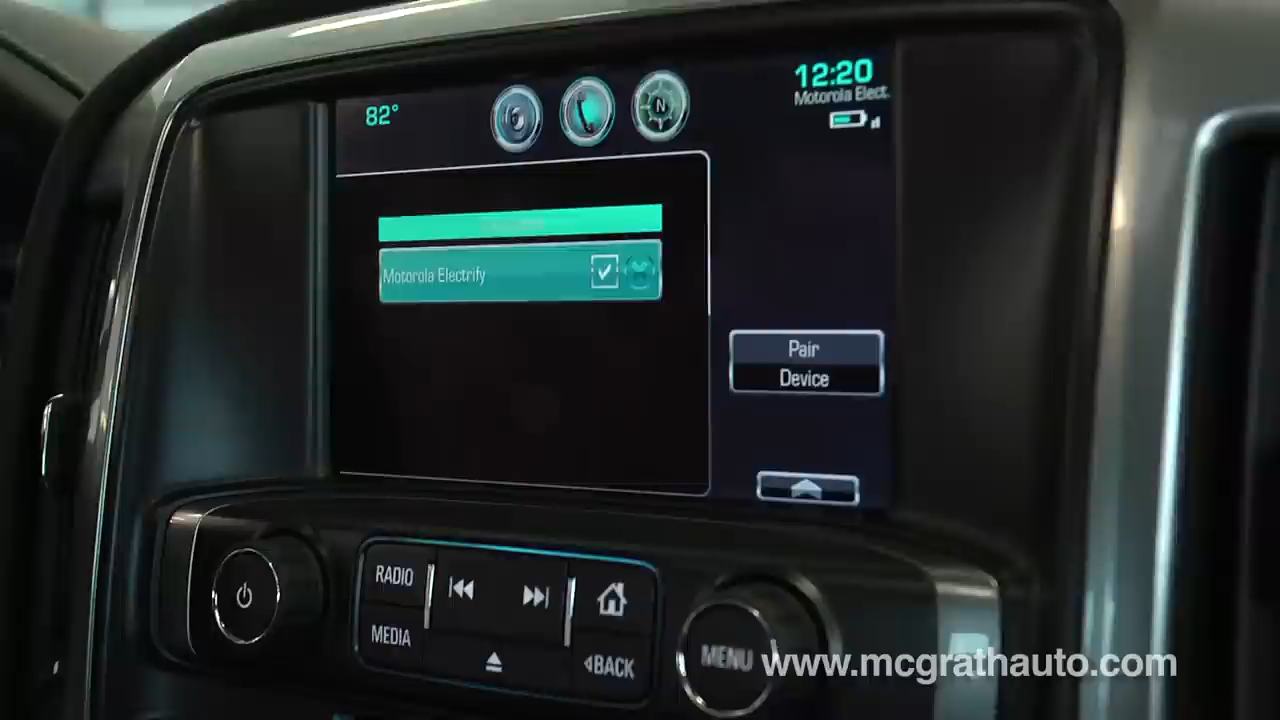 82°
N
12:20
Motorola Elect.
Motorola Electrify
Pair
Device
RADIO
MEDIA
BACK
MENU
www.mcgrathauto.com